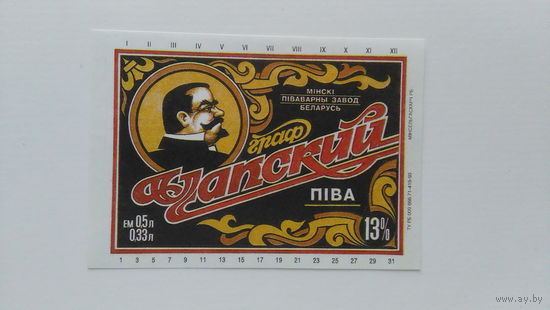 I II III IV V VI VII VIII IX X XI XII
МІНСКІ
ПІВАВАРНЫ ЗАВОД
БЕЛАРУСЬ
граф
Чапский
ПІВА
ЕМ 0,5 л
0,33 л
13%
1 3 5 7 9 11 13 15 17 19 21 23 25 27 29 31
ay.by